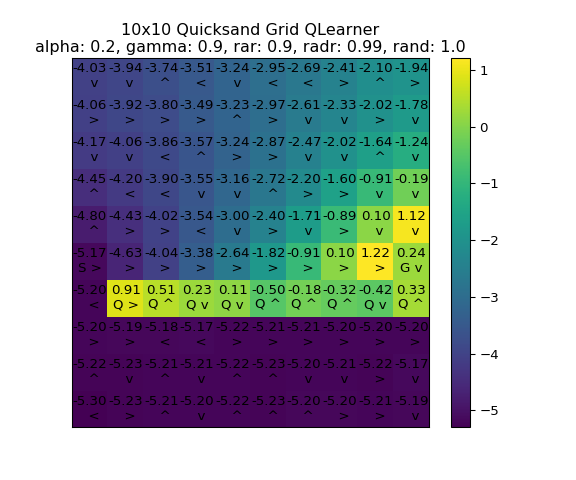 10x10 Quicksand Grid QLearner
alpha: 0.2, gamma: 0.9, rar: 0.9, radr: 0.99, rand: 1.0
-4.03 -3.94 -3.74 -3.51 -3.24 -2.95 -2.69 -2.41 -2.10 -1.94
v v ^ < v < < > ^ >
-4.06 -3.92 -3.80 -3.49 -3.23 -2.97 -2.61 -2.33 -2.02 -1.78
> > > > ^ > v v v v
-4.17 -4.06 -3.86 -3.57 -3.24 -2.87 -2.47 -2.02 -1.64 -1.24
v v < ^ > > v v ^ v
-4.45 -4.20 -3.90 -3.55 -3.16 -2.72 -2.20 -1.60 -0.91 -0.19
^ < < v v ^ > > v v
-4.80 -4.43 -4.02 -3.54 -3.00 -2.40 -1.71 -0.89 0.10 1.12
^ > > < v > v > v v
-5.17 -4.63 -4.04 -3.38 -2.64 -1.82 -0.91 0.10 1.22 0.24
S > > > > > > > > > G v
-5.20 0.91 0.51 0.23 0.11 -0.50 -0.18 -0.32 -0.42 0.33
< Q > Q ^ Q v Q v Q ^ Q ^ Q ^ Q v Q ^
-5.20 -5.19 -5.18 -5.17 -5.22 -5.21 -5.21 -5.20 -5.20 -5.20
> > < < > > > > > >
-5.22 -5.23 -5.21 -5.21 -5.22 -5.23 -5.20 -5.21 -5.22 -5.17
^ v ^ v ^ ^ v v > v
-5.30 -5.23 -5.21 -5.20 -5.22 -5.23 -5.20 -5.20 -5.21 -5.19
< > ^ v ^ ^ ^ > > v
1
0
−1
−2
−3
−4
−5